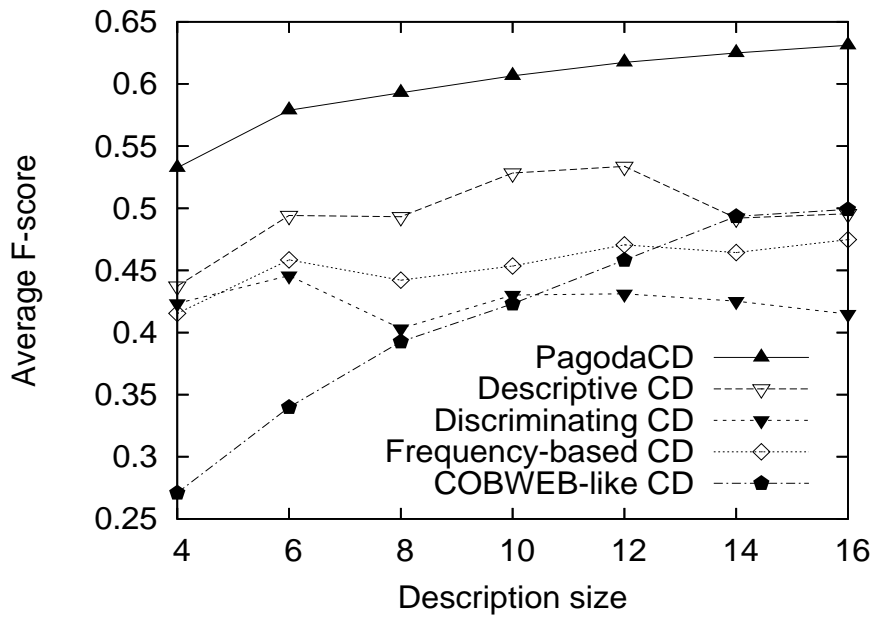 0.65
0.6
0.55
0.5
0.45
0.4
0.35
0.3
0.25
Average F-score
PagodaCD
Descriptive CD
Discriminating CD
Frequency-based CD
COBWEB-like CD
4 6 8 10 12 14 16
Description size